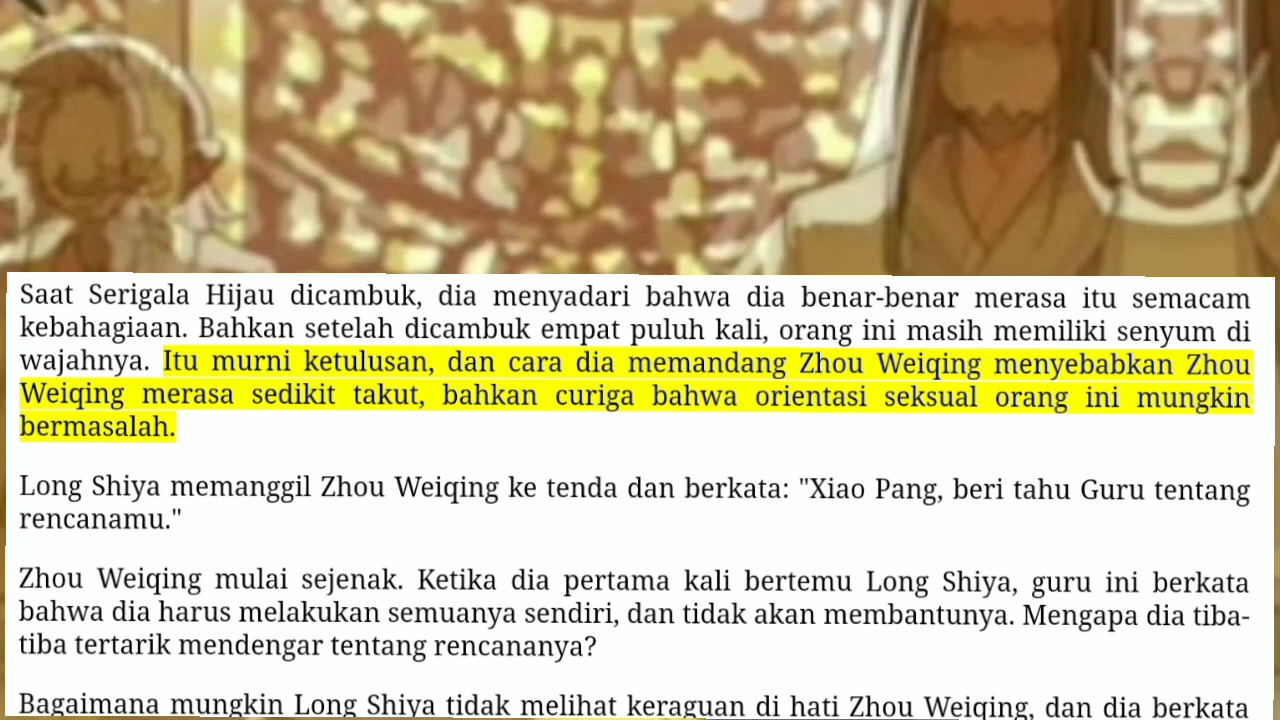 Saat Serigala Hijau dicambuk, dia menyadari bahwa dia benar-benar merasa itu semacam
kebahagiaan. Bahkan setelah dicambuk empat puluh kali, orang ini masih memiliki senyum di
wajahnya. Itu murni ketulusan, dan cara dia memandang Zhou Weiqing menyebabkan Zhou
Weiqing merasa sedikit takut, bahkan curiga bahwa orientasi seksual orang ini mungkin
bermasalah.
Long Shiya memanggil Zhou Weiqing ke tenda dan berkata: "Xiao Pang, beri tahu Guru tentang
rencanamu."
Zhou Weiqing mulai sejenak. Ketika dia pertama kali bertemu Long Shiya, guru ini berkata
bahwa dia harus melakukan semuanya sendiri, dan tidak akan membantunya. Mengapa dia tiba-
tiba tertarik mendengar tentang rencananya?
Bagaimana mungkin Long Shiya tidak melihat keraguan di hati Zhou Weiqing, dan dia berkata